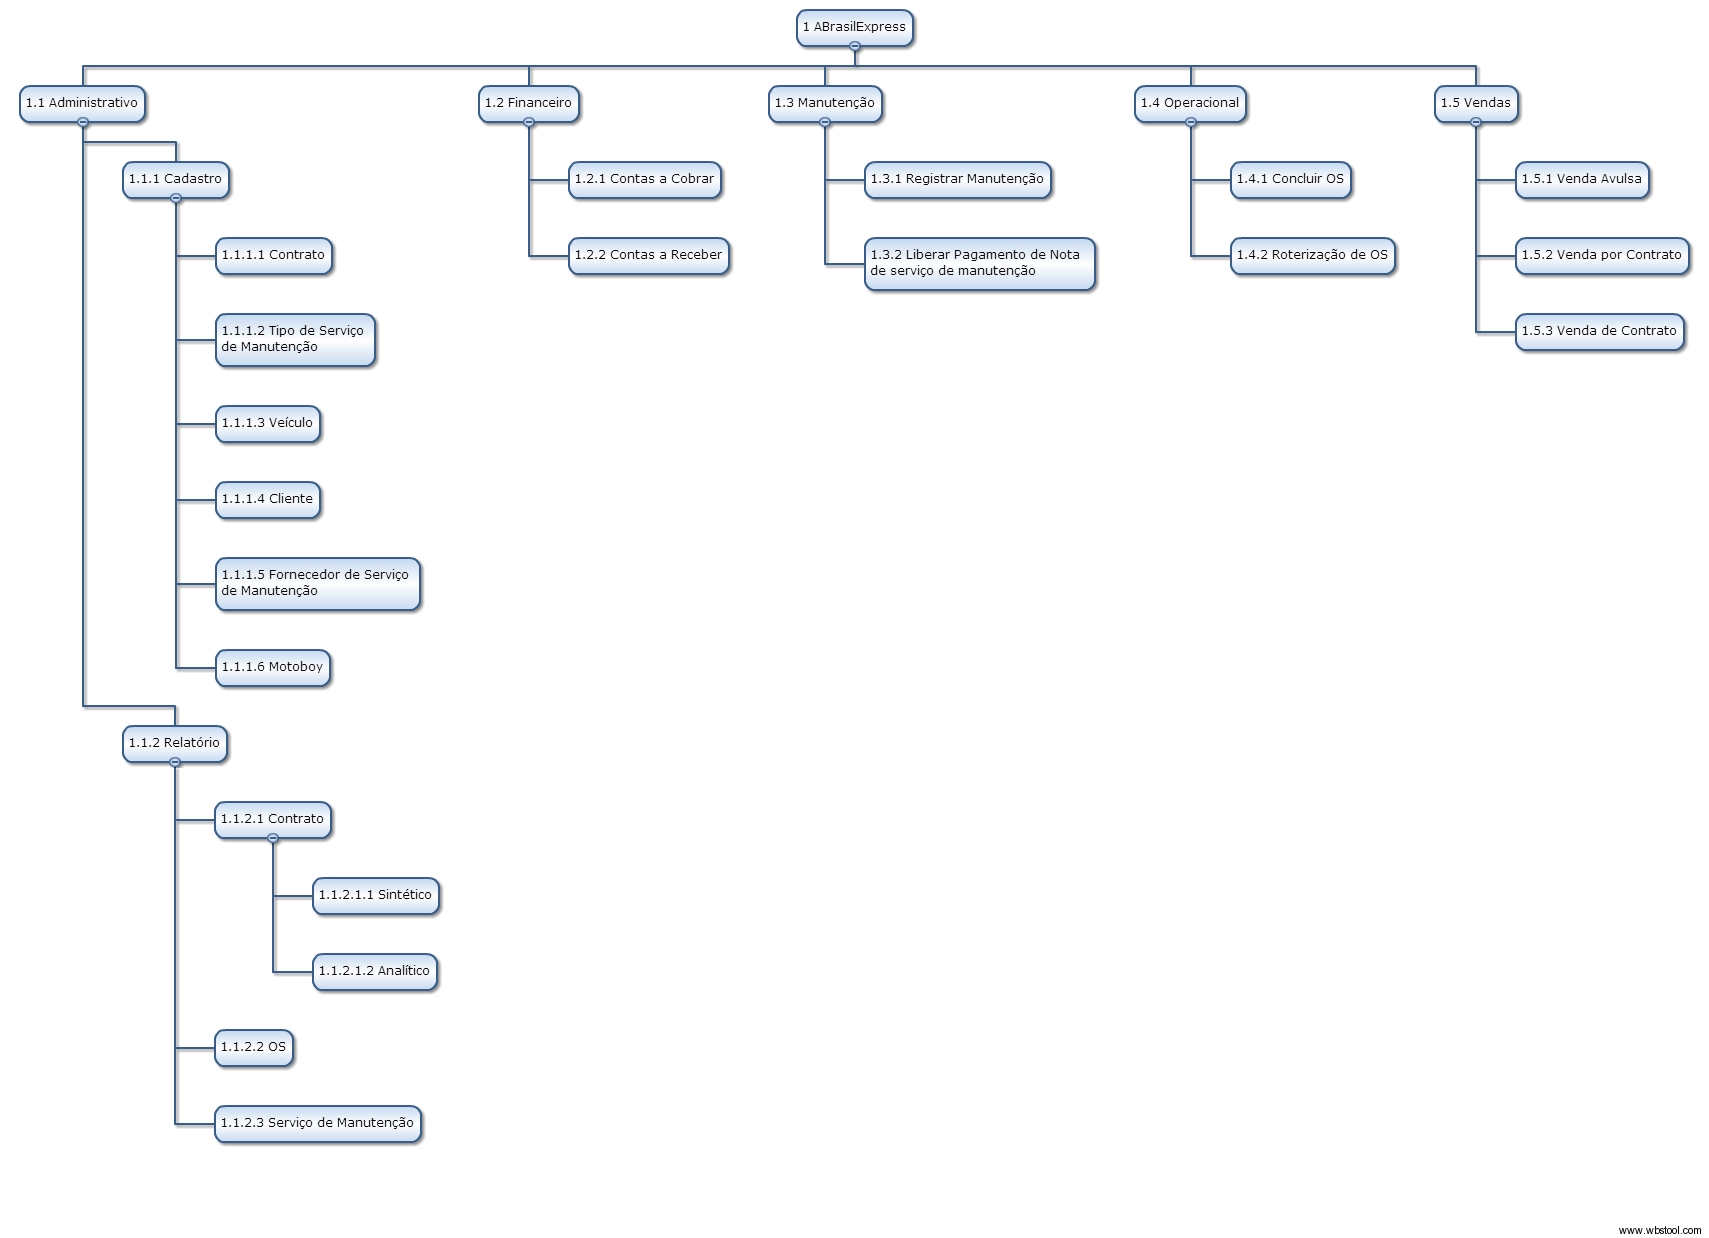 1 ABrasilExpress
1.1 Administrativo
1.2 Financeiro
1.3 Manutenção
1.4 Operacional
1.5 Vendas
1.1.1 Cadastro
1.1.1.1 Contrato
1.1.1.2 Tipo de Serviço
de Manutenção
1.1.1.3 Veículo
1.1.1.4 Cliente
1.1.1.5 Fornecedor de Serviço
de Manutenção
1.1.1.6 Motoboy
1.1.2 Relatório
1.1.2.1 Contrato
1.1.2.1.1 Sintético
1.1.2.1.2 Analítico
1.1.2.2 OS
1.1.2.3 Serviço de Manutenção
1.2.1 Contas a Cobrar
1.2.2 Contas a Receber
1.3.1 Registrar Manutenção
1.3.2 Liberar Pagamento de Nota
de serviço de manutenção
1.4.1 Concluir OS
1.4.2 Roterização de OS
1.5.1 Venda Avulsa
1.5.2 Venda por Contrato
1.5.3 Venda de Contrato
www.wbstool.com